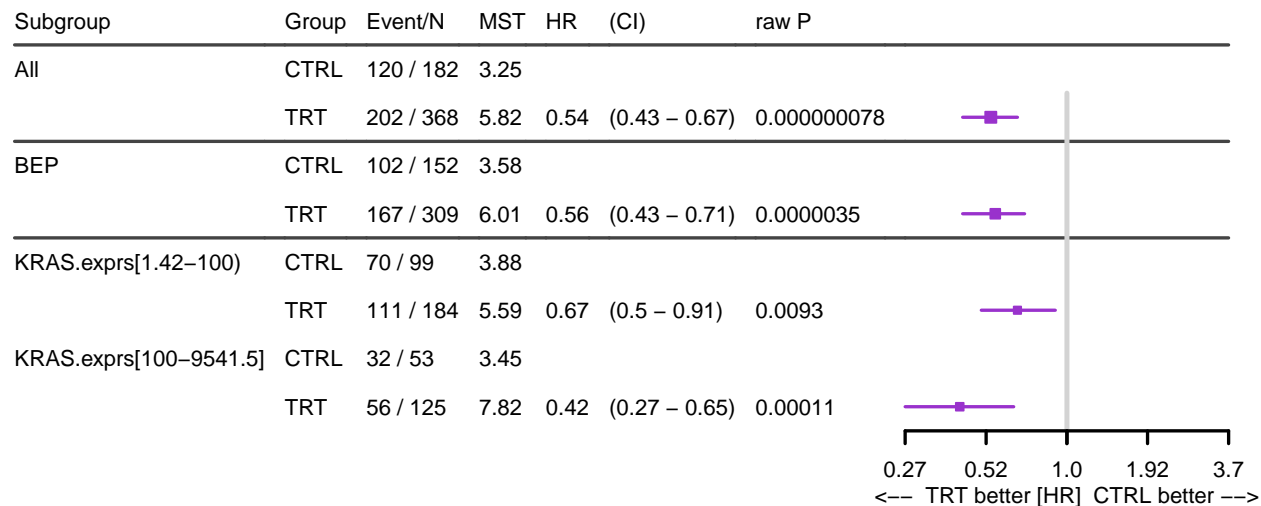 Subgroup Group Event/N MST HR (CI) raw P
All CTRL 120 / 182 3.25
TRT 202 / 368 5.82 0.54 (0.43 − 0.67) 0.000000078
BEP CTRL 102 / 152 3.58
TRT 167 / 309 6.01 0.56 (0.43 − 0.71) 0.0000035
KRAS.exprs[1.42−100) CTRL 70 / 99 3.88
TRT 111 / 184 5.59 0.67 (0.5 − 0.91) 0.0093
KRAS.exprs[100−9541.5] CTRL 32 / 53 3.45
TRT 56 / 125 7.82 0.42 (0.27 − 0.65) 0.00011
0.27 0.52 1.0 1.92 3.7
<−− TRT better [HR] CTRL better −−>